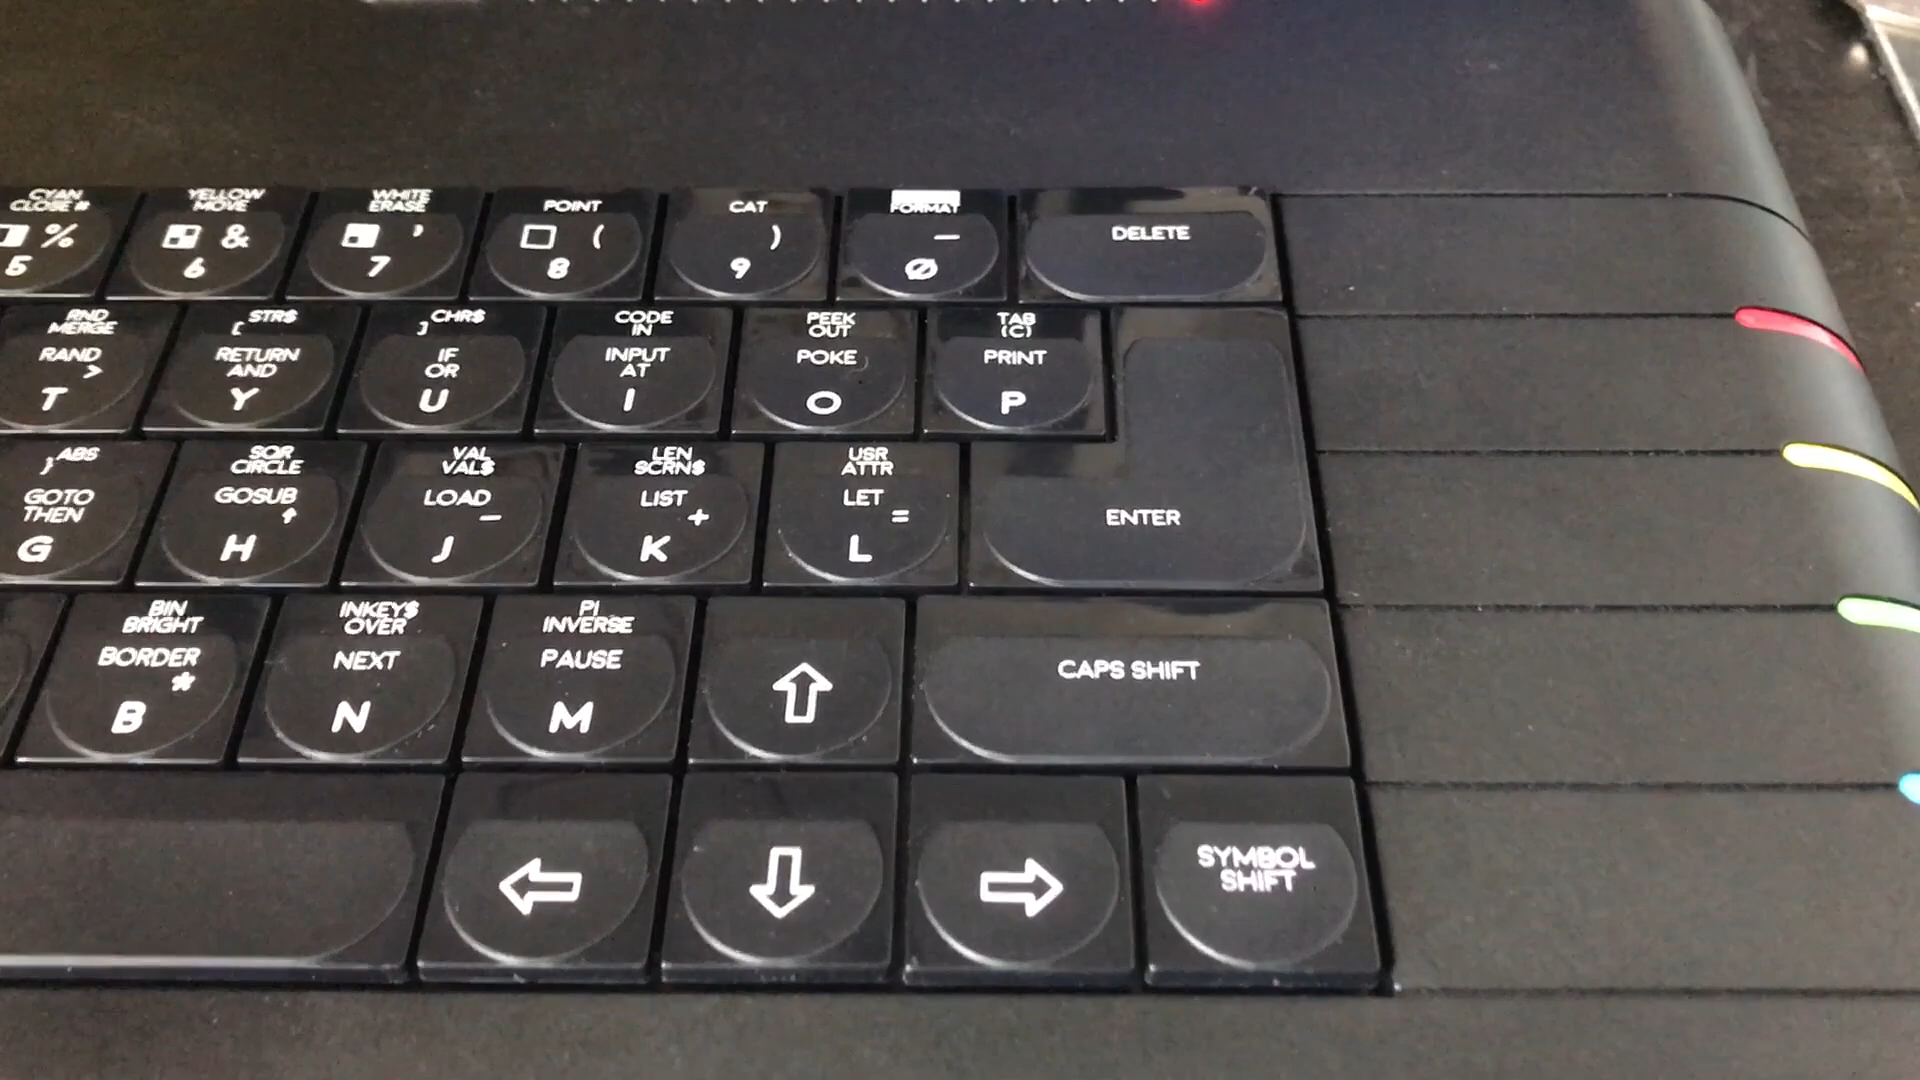 CYAN
CLOSE #
%
5
YELLOW
MOVE
&
6
WHITE
ERASE
'
7
POINT
(
8
CAT
)
9
FORMAT
_
0
DELETE
RND
MERGE
RAND
>
T
[ STR$
RETURN
AND
Y
] CHR$
IF
OR
U
CODE
IN
INPUT
AT
I
PEEK
OUT
POKE
;
O
TAB
(C)
PRINT
P
} ABS
GOTO
THEN
G
SQR
CIRCLE
GOSUB
↑
H
VAL
VAL$
LOAD
−
J
LEN
SCRN$
LIST
+
K
USR
ATTR
LET
=
L
ENTER
BIN
BRIGHT
BORDER
*
B
INKEY$
OVER
NEXT
N
PI
INVERSE
PAUSE
M
CAPS SHIFT
SYMBOL
SHIFT